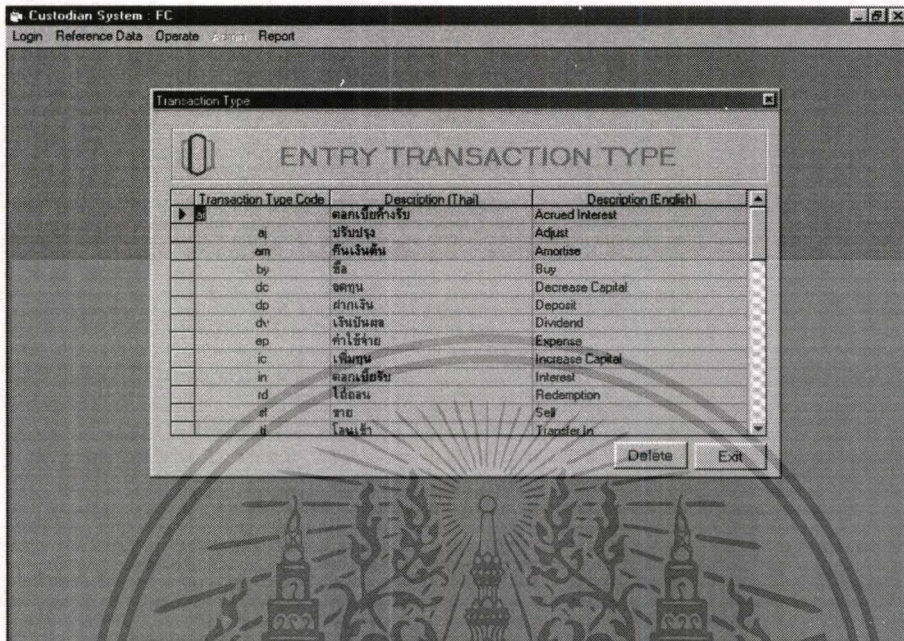 Custodian System : FC
Login Reference Data Operate Admin Report
Transaction Type
ENTRY TRANSACTION TYPE
Transaction Type Code Description (Thai) Description (English)
ดอกเบี้ยค้างรับ Accrued Interest
aj ปรับปรุง Adjust
am คืนเงินต้น Amortise
by ซื้อ Buy
dc ลดทุน Decrease Capital
dp ฝากเงิน Deposit
dv เงินปันผล Dividend
ep ค่าใช้จ่าย Expense
ic เพิ่มทุน Increase Capital
in ดอกเบี้ยรับ Interest
rd ไถ่ถอน Redemption
sl ขาย Sell
ti โอนเข้า Transfer In
Delete Exit